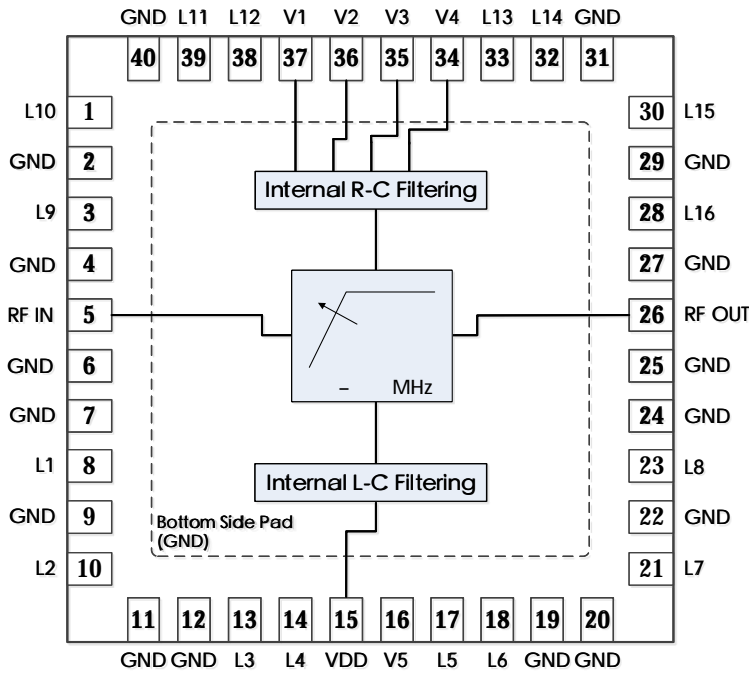 GND L11 L12 V1 V2 V3 V4 L13 L14 GND
40 39 38 37 36 35 34 33 32 31
L10 1 30 L15
GND 2 29 GND
Internal R-C Filtering
L9 3 28 L16
GND 4 27 GND
RF IN 5 26 RF OUT
GND 6 25 GND
– MHz
GND 7 24 GND
L1 8 23 L8
Internal L-C Filtering
GND 9 22 GND
Bottom Side Pad
(GND)
L2 10 21 L7
11 12 13 14 15 16 17 18 19 20
GND GND L3 L4 VDD V5 L5 L6 GND GND